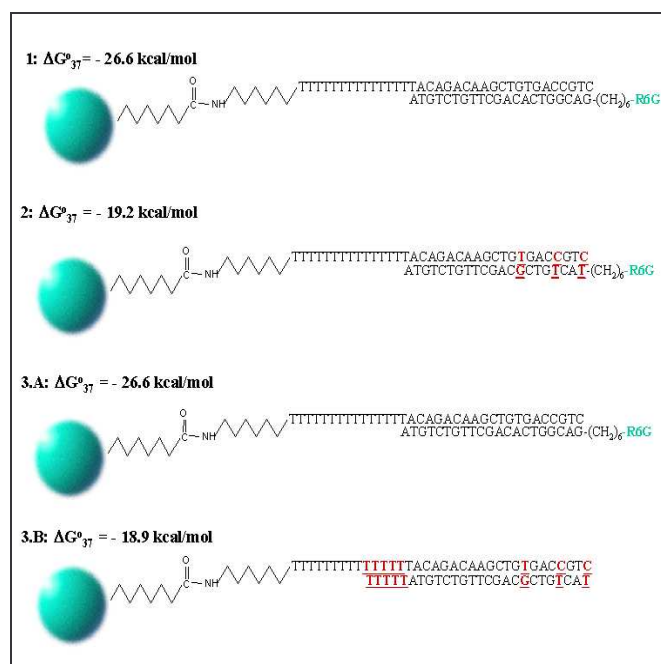 1: ΔG°37 = - 26.6 kcal/mol
O
C
NH
TTTTTTTTTTTTTTTTACAGACAAGCTGTGACCGTC
ATGTCTGTTCGACACTGGCAG-(CH2)6-R6G
2: ΔG°37 = - 19.2 kcal/mol
O
C
NH
TTTTTTTTTTTTTTTTACAGACAAGCTGTGACCGTC
ATGTCTGTTCGACGCTGTCAT-(CH2)6-R6G
3.A: ΔG°37 = - 26.6 kcal/mol
O
C
NH
TTTTTTTTTTTTTTTTACAGACAAGCTGTGACCGTC
ATGTCTGTTCGACACTGGCAG-(CH2)6-R6G
3.B: ΔG°37 = - 18.9 kcal/mol
O
C
NH
TTTTTTTTTTTTTTTTACAGACAAGCTGTGACCGTC
TTTTTATGTCTGTTCGACGCTGTCAT